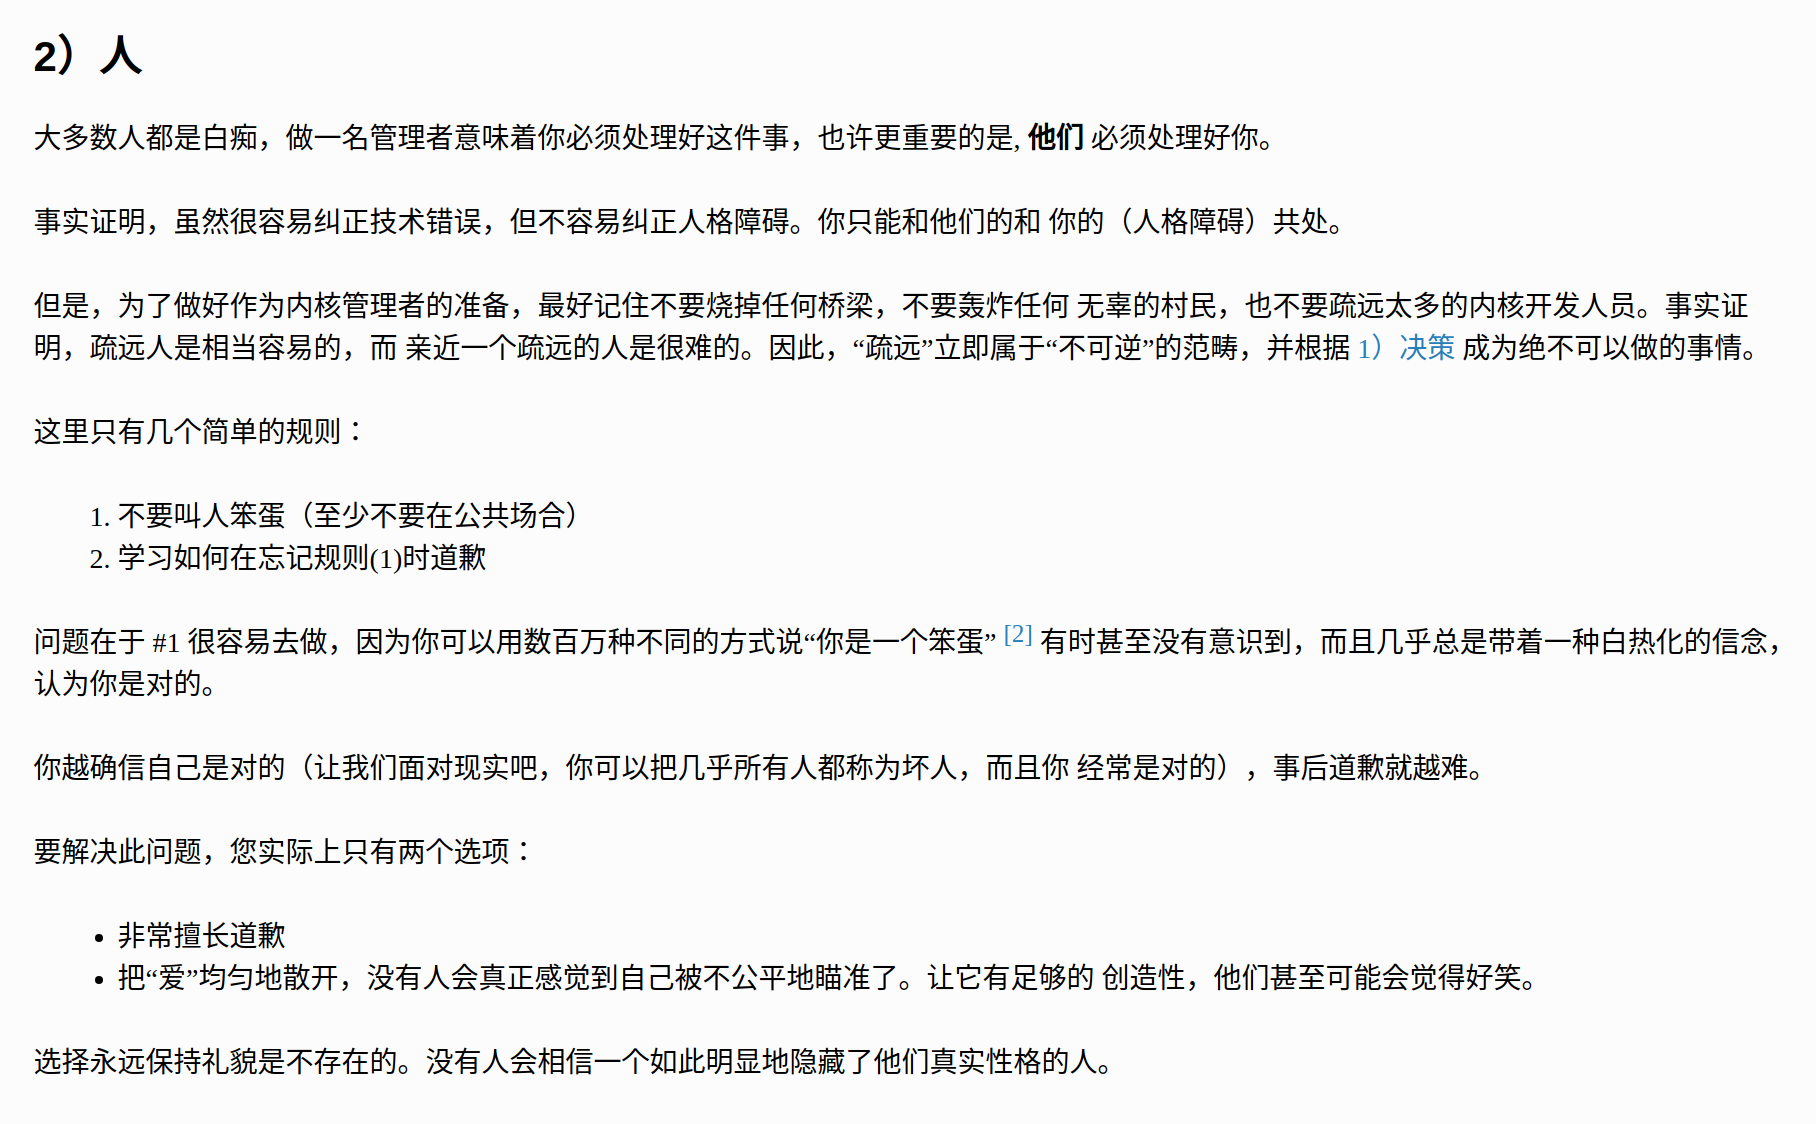 2）人
大多数人都是白痴，做一名管理者意味着你必须处理好这件事，也许更重要的是, 他们 必须处理好你。
事实证明，虽然很容易纠正技术错误，但不容易纠正人格障碍。你只能和他们的和 你的（人格障碍）共处。
但是，为了做好作为内核管理者的准备，最好记住不要烧掉任何桥梁，不要轰炸任何 无辜的村民，也不要疏远太多的内核开发人员。事实证
明，疏远人是相当容易的，而 亲近一个疏远的人是很难的。因此，“疏远”立即属于“不可逆”的范畴，并根据 1）决策 成为绝不可以做的事情。
这里只有几个简单的规则：
1. 不要叫人笨蛋（至少不要在公共场合）
2. 学习如何在忘记规则(1)时道歉
问题在于 #1 很容易去做，因为你可以用数百万种不同的方式说“你是一个笨蛋” [2] 有时甚至没有意识到，而且几乎总是带着一种白热化的信念，
认为你是对的。
你越确信自己是对的（让我们面对现实吧，你可以把几乎所有人都称为坏人，而且你 经常是对的），事后道歉就越难。
要解决此问题，您实际上只有两个选项：
• 非常擅长道歉
• 把“爱”均匀地散开，没有人会真正感觉到自己被不公平地瞄准了。让它有足够的 创造性，他们甚至可能会觉得好笑。
选择永远保持礼貌是不存在的。没有人会相信一个如此明显地隐藏了他们真实性格的人。